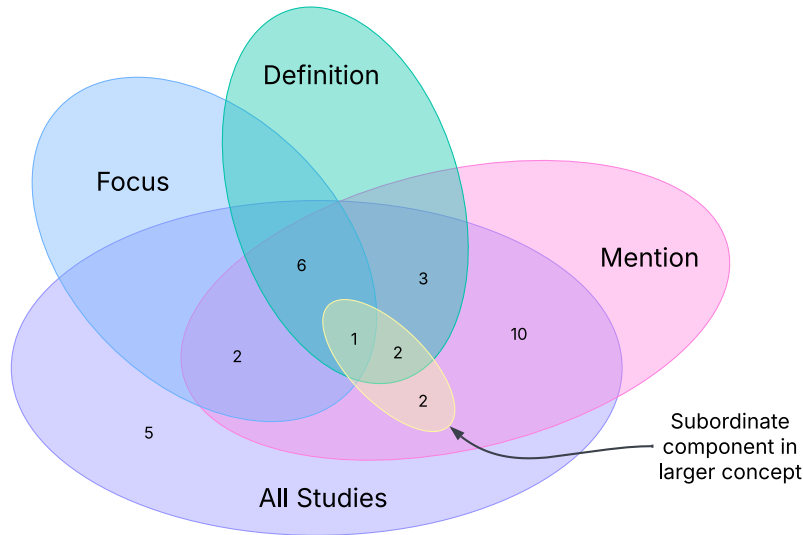 Definition
Focus
Mention
6
3
10
1
2
2
2
5
Subordinate
component in
larger concept
All Studies